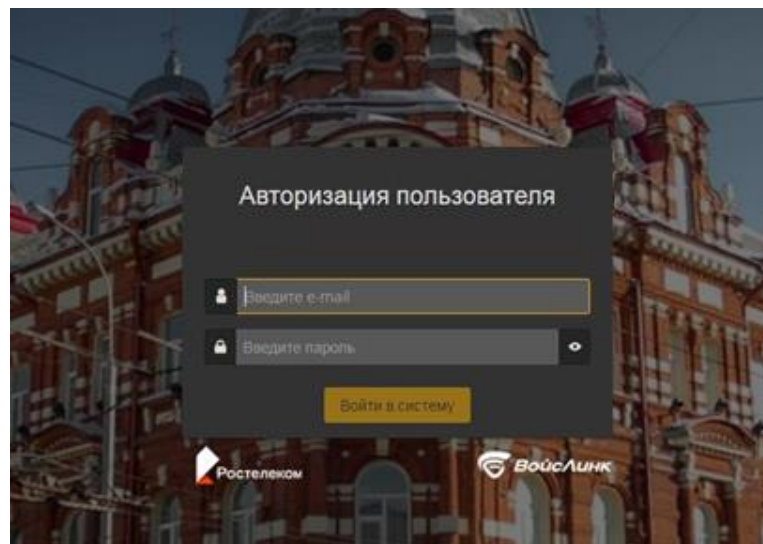 Авторизация пользователя
Введите e-mail
Введите пароль
Войти в систему
Ростелеком
ВойсЛинк